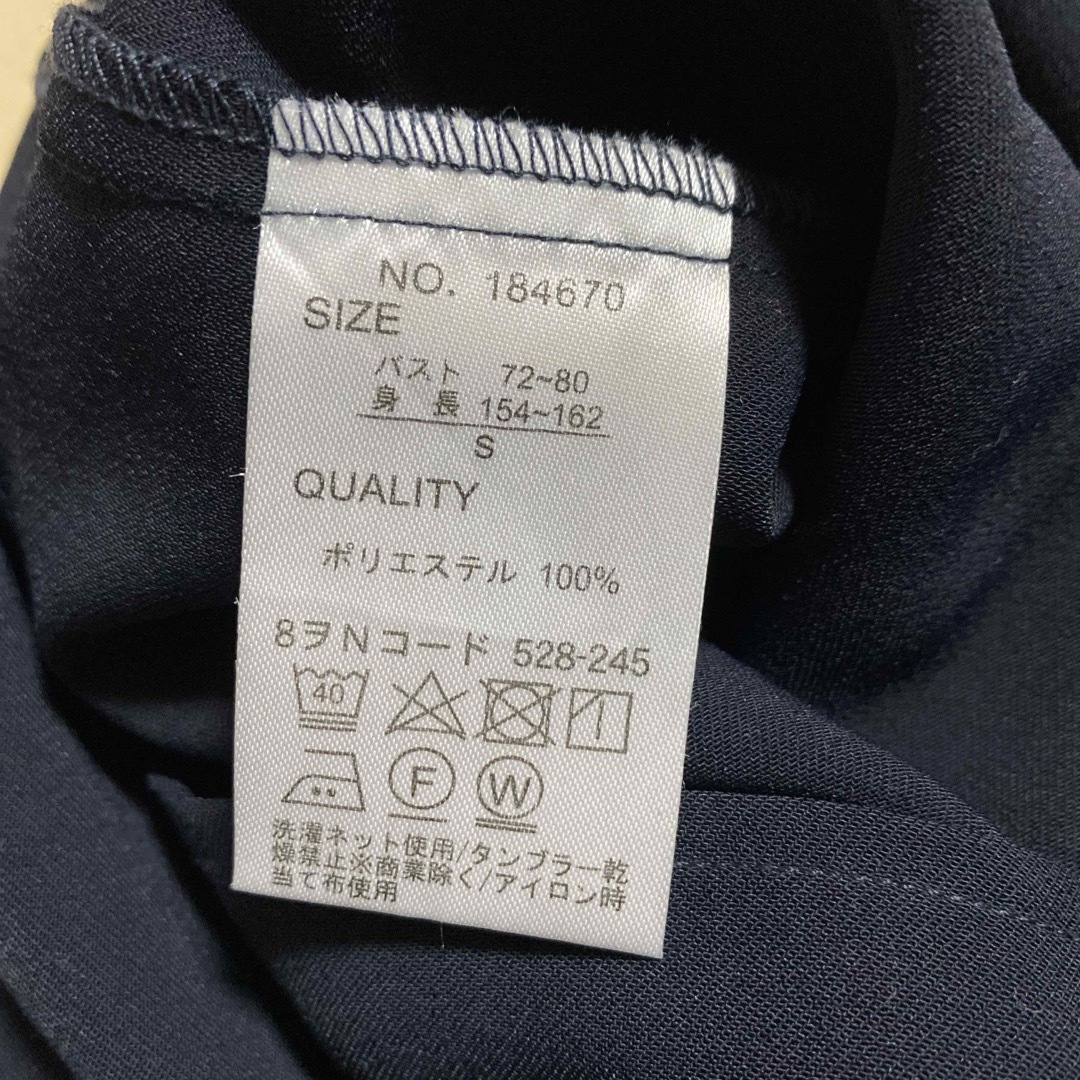 NO. 184670
SIZE
バスト 72~80
身長 154~162
S
QUALITY
ポリエステル 100%
8ヲNコード 528-245
40
F W
洗濯ネット使用/タンブラー乾
燥禁止※商業除く/アイロン時
当て布使用